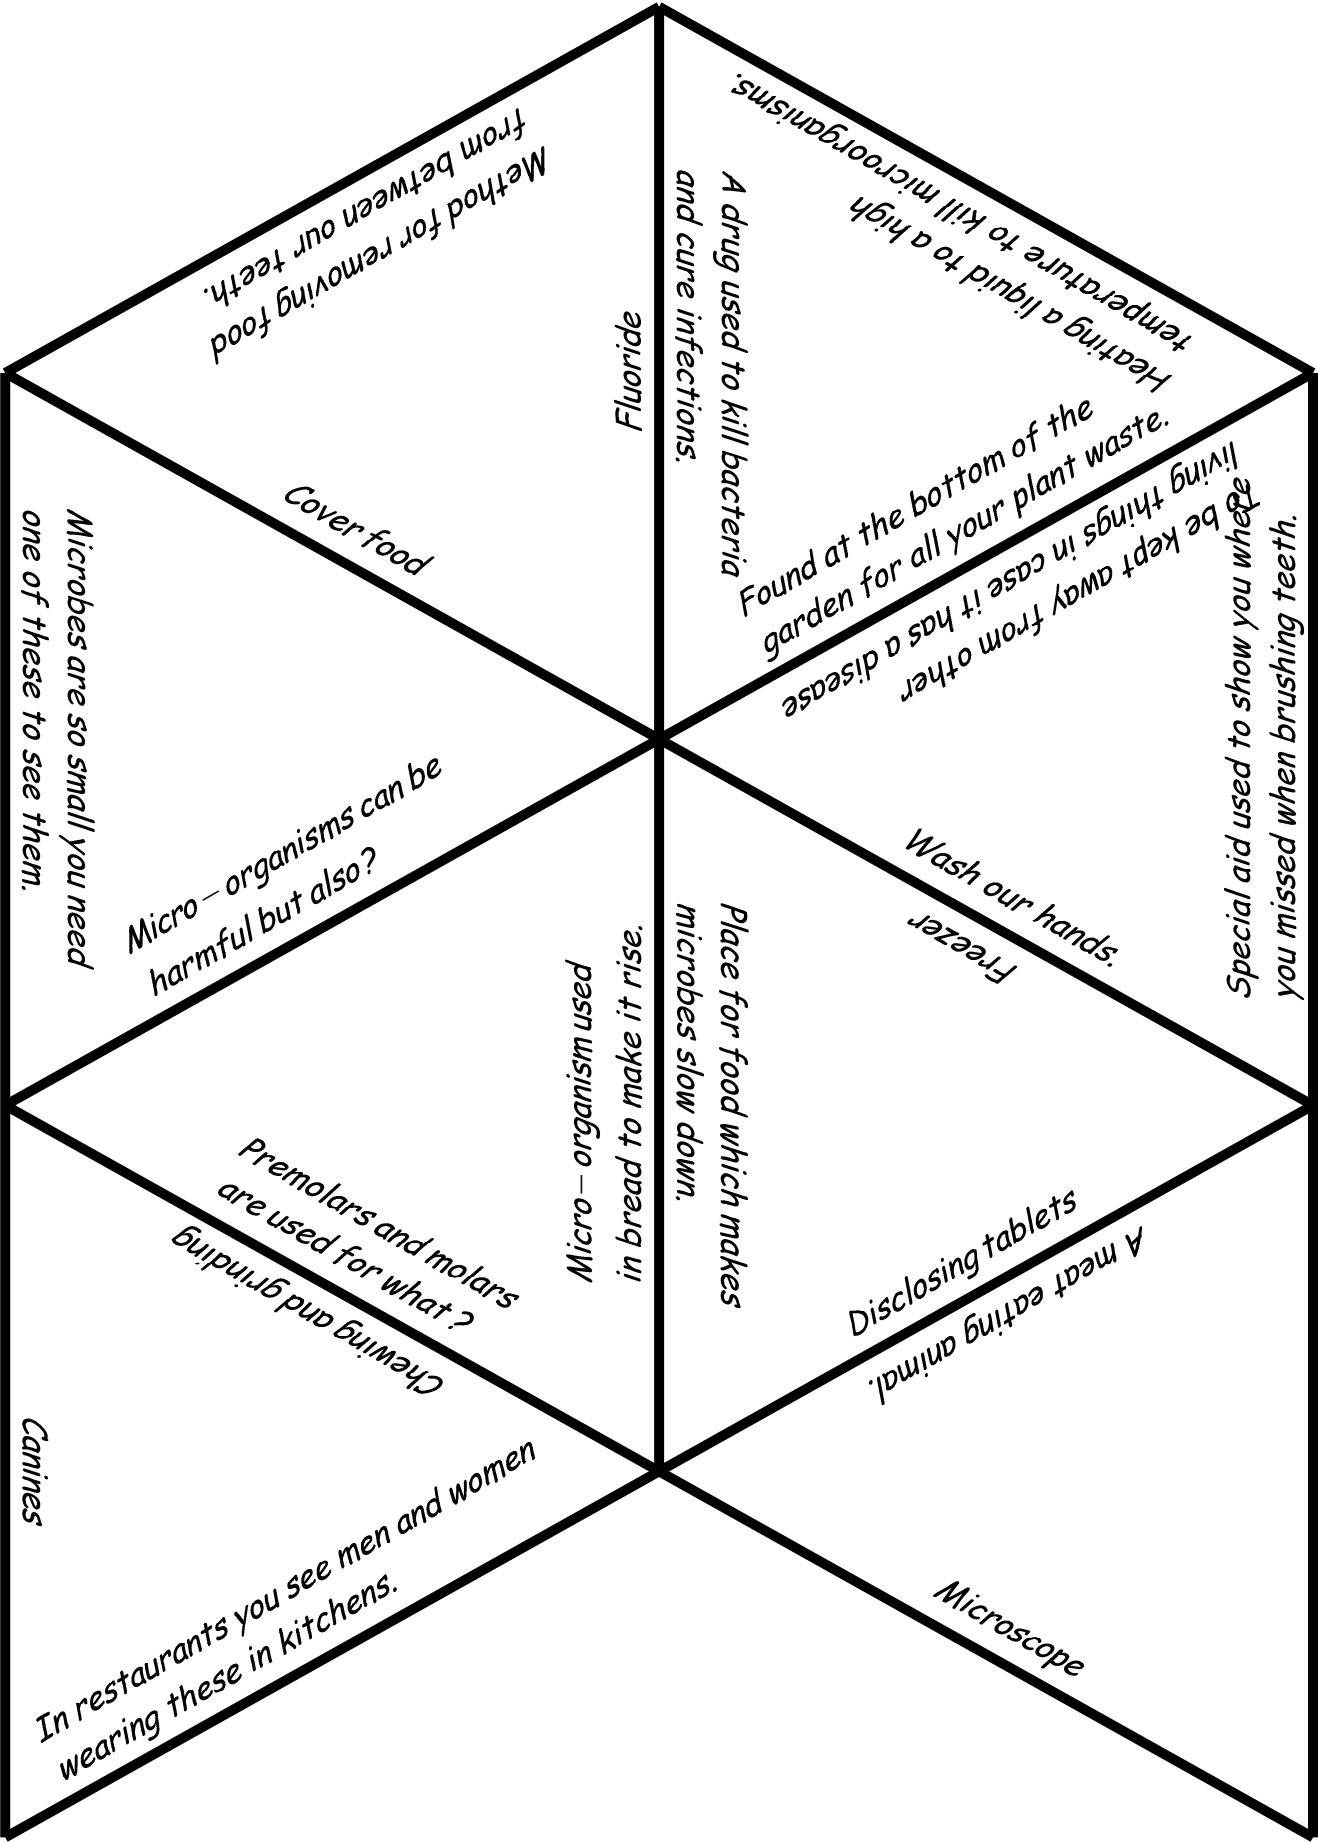 Method for removing food
from between our teeth.
Fluoride
Cover food
A drug used to kill bacteria
and cure infections.
Heating a liquid to a high
temperature to kill microorganisms.
Found at the bottom of the
garden for all your plant waste.
Microbes are so small you need
one of these to see them.
Micro – organisms can be
harmful but also?
To be kept away from other
living things in case it has a disease
Special aid used to show you where
you missed when brushing teeth.
Wash our hands.
Premolars and molars
are used for what ?
Micro – organism used
in bread to make it rise.
Place for food which makes
microbes slow down.
Freezer
Disclosing tablets
Chewing and grinding
Canines
In restaurants you see men and women
wearing these in kitchens.
A meat eating animal.
Microscope